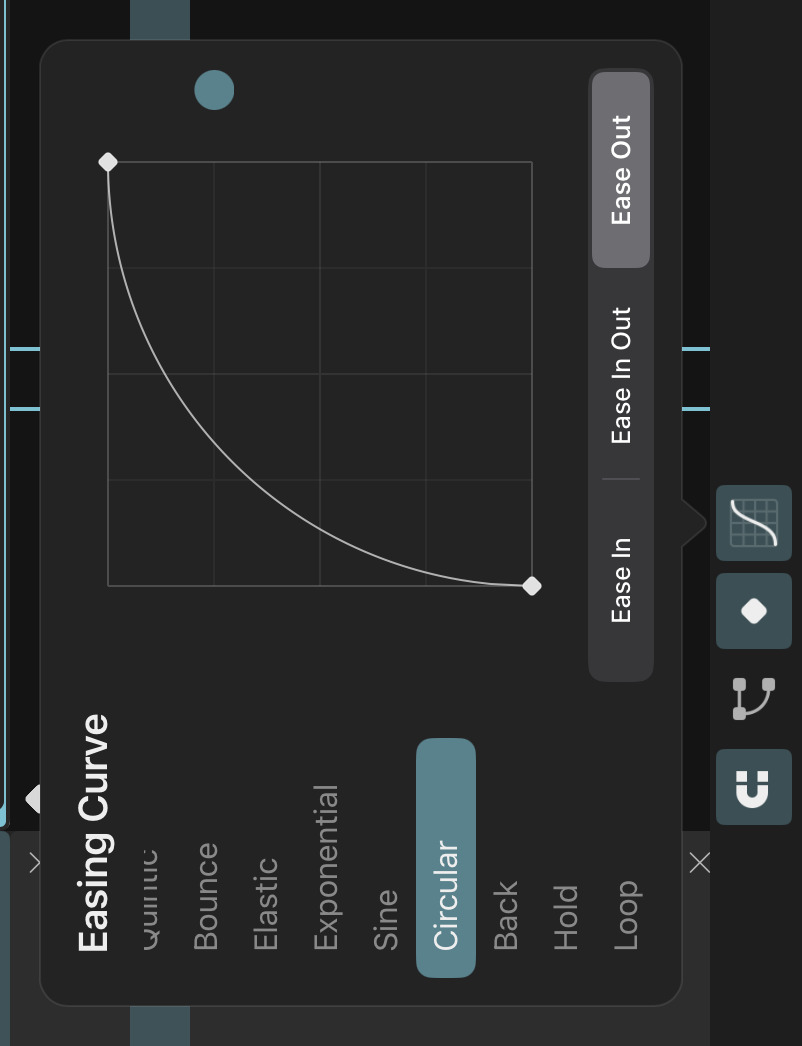 Easing Curve
Quintic
Bounce
Elastic
Exponential
Sine
Circular
Back
Hold
Loop
Ease In
Ease In Out
Ease Out